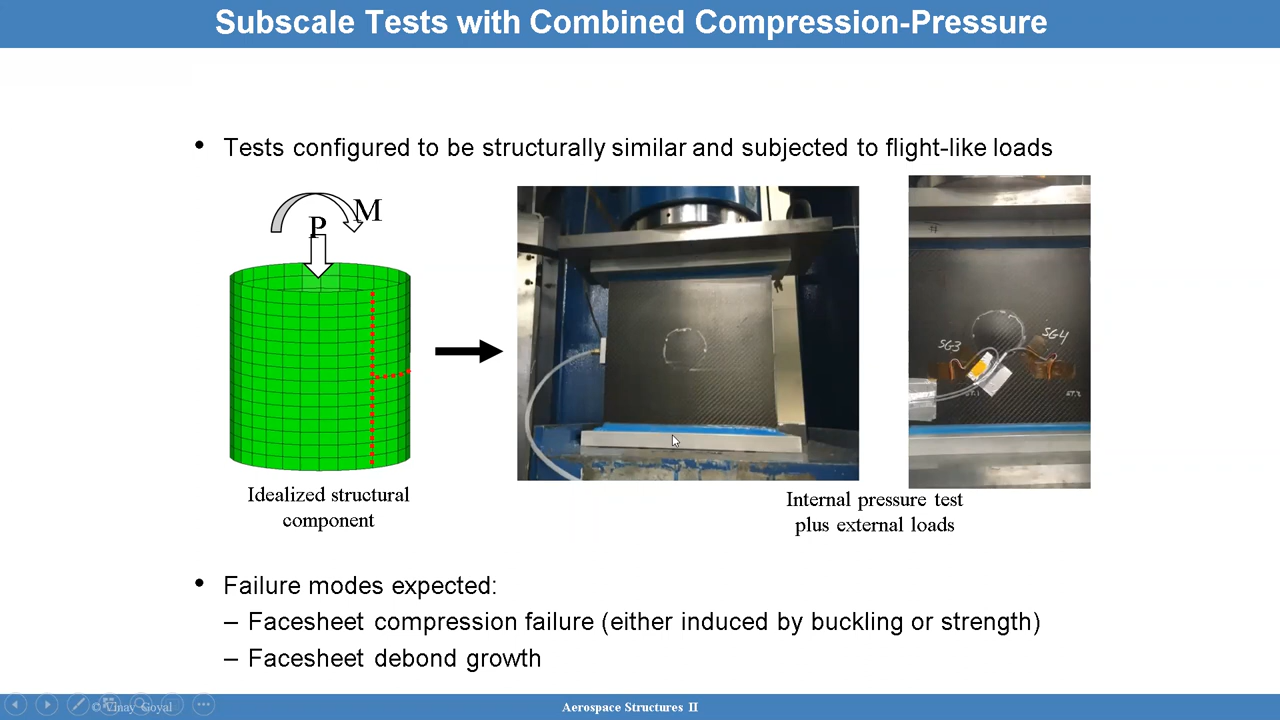 Subscale Tests with Combined Compression-Pressure
• Tests configured to be structurally similar and subjected to flight-like loads
M
P
SG3
SG4
Idealized structural
component
Internal pressure test
plus external loads
• Failure modes expected:
– Facesheet compression failure (either induced by buckling or strength)
– Facesheet debond growth
© Vinay Goyal
Aerospace Structures II